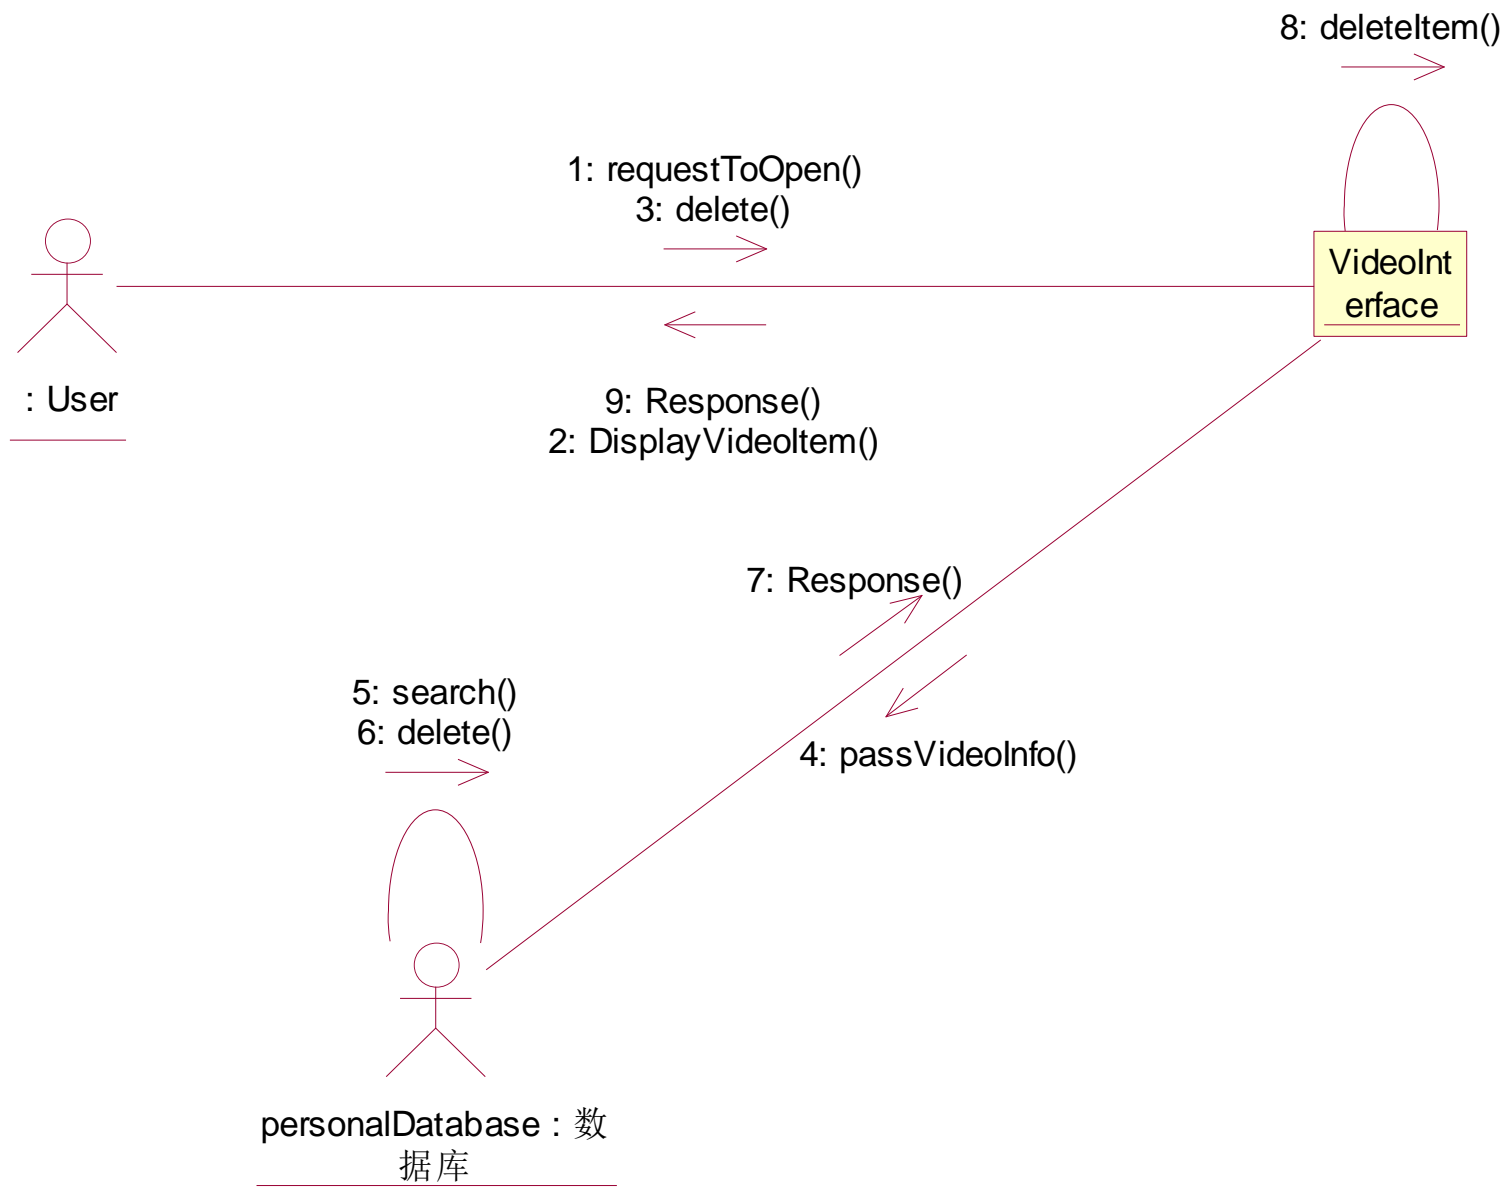 8: deleteItem()
1: requestToOpen()
3: delete()
VideoInt
erface
: User
9: Response()
2: DisplayVideoItem()
7: Response()
5: search()
6: delete()
4: passVideoInfo()
personalDatabase : 数
据库